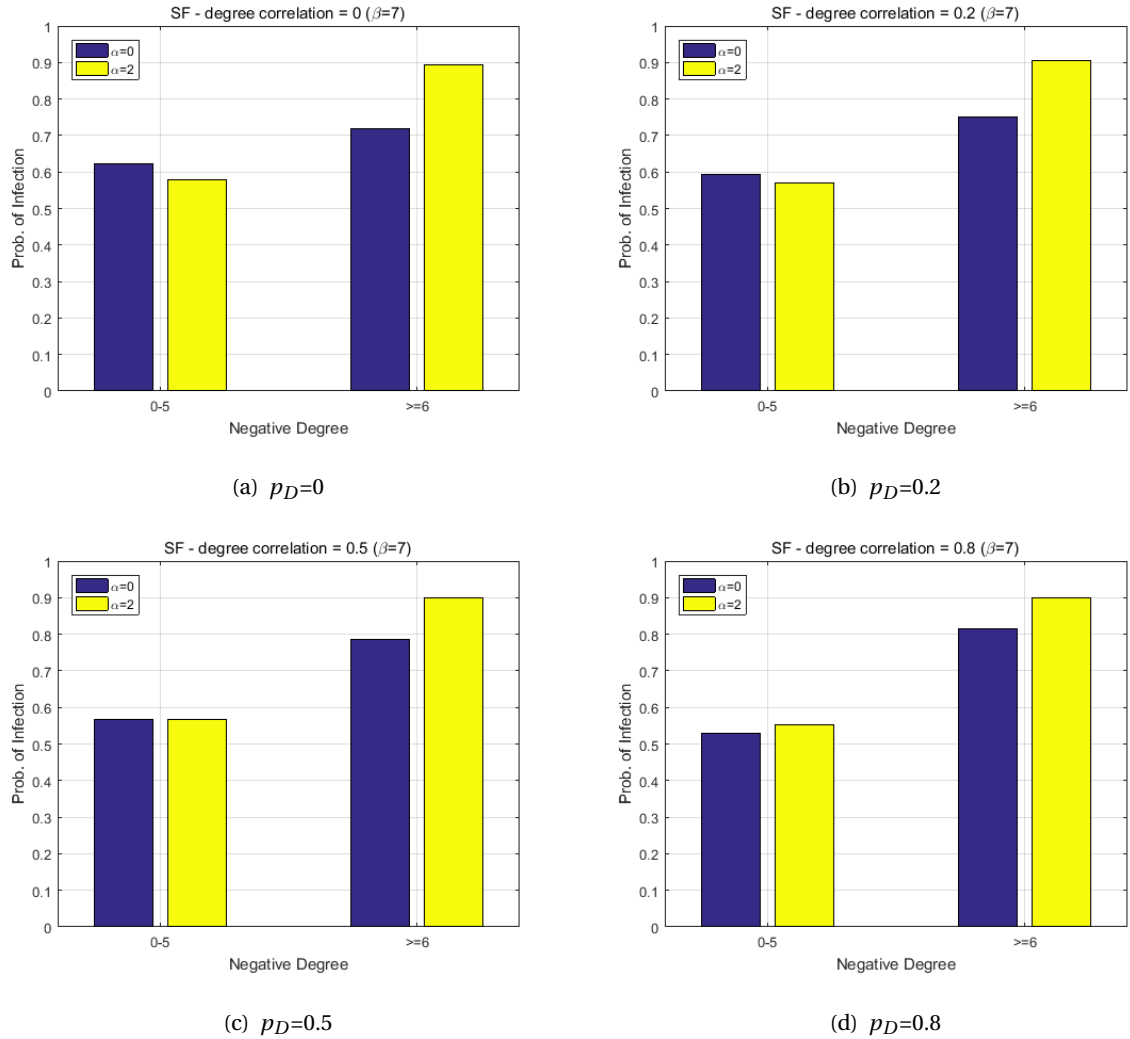 SF - degree correlation = 0 (β=7)
1
0.9
0.8
0.7
0.6
0.5
0.4
0.3
0.2
0.1
0
Prob. of Infection
α=0
α=2
0-5
>=6
Negative Degree
(a) pD=0
SF - degree correlation = 0.2 (β=7)
1
0.9
0.8
0.7
0.6
0.5
0.4
0.3
0.2
0.1
0
Prob. of Infection
α=0
α=2
0-5
>=6
Negative Degree
(b) pD=0.2
SF - degree correlation = 0.5 (β=7)
1
0.9
0.8
0.7
0.6
0.5
0.4
0.3
0.2
0.1
0
Prob. of Infection
α=0
α=2
0-5
>=6
Negative Degree
(c) pD=0.5
SF - degree correlation = 0.8 (β=7)
1
0.9
0.8
0.7
0.6
0.5
0.4
0.3
0.2
0.1
0
Prob. of Infection
α=0
α=2
0-5
>=6
Negative Degree
(d) pD=0.8